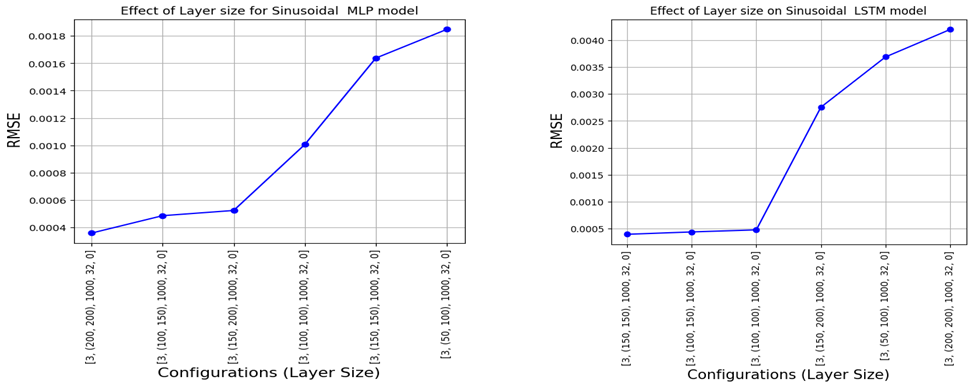 Effect of Layer size for Sinusoidal MLP model
0.0018
0.0016
0.0014
0.0012
0.0010
0.0008
0.0006
0.0004
RMSE
[3, (200, 200), 1000, 32, 0]
[3, (100, 150), 1000, 32, 0]
[3, (150, 200), 1000, 32, 0]
[3, (100, 100), 1000, 32, 0]
[3, (150, 150), 1000, 32, 0]
[3, (50, 100), 1000, 32, 0]
Configurations (Layer Size)
Effect of Layer size on Sinusoidal LSTM model
0.0040
0.0035
0.0030
0.0025
0.0020
0.0015
0.0010
0.0005
RMSE
[3, (150, 150), 1000, 32, 0]
[3, (100, 150), 1000, 32, 0]
[3, (100, 100), 1000, 32, 0]
[3, (150, 200), 1000, 32, 0]
[3, (50, 100), 1000, 32, 0]
[3, (200, 200), 1000, 32, 0]
Configurations (Layer Size)